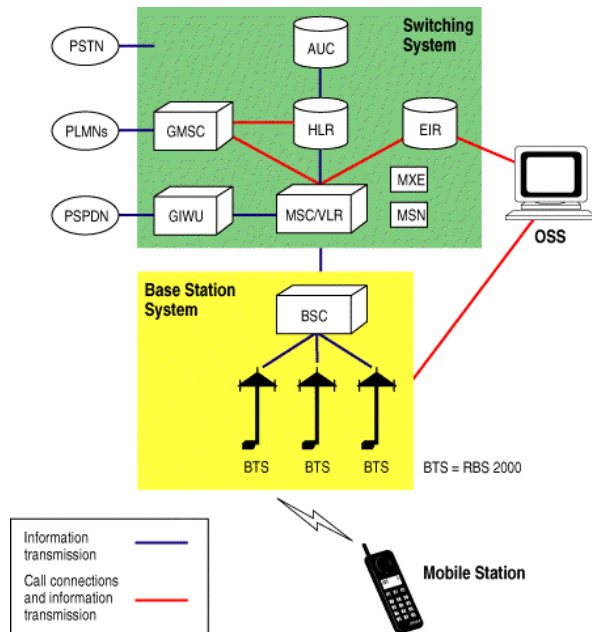 Switching
System
PSTN
AUC
PLMNs
GMSC
HLR
EIR
MXE
PSPDN
GIWU
MSC/VLR
MSN
OSS
Base Station
System
BSC
BTS
BTS
BTS
BTS = RBS 2000
Information
transmission
Call connections
and information
transmission
Mobile Station